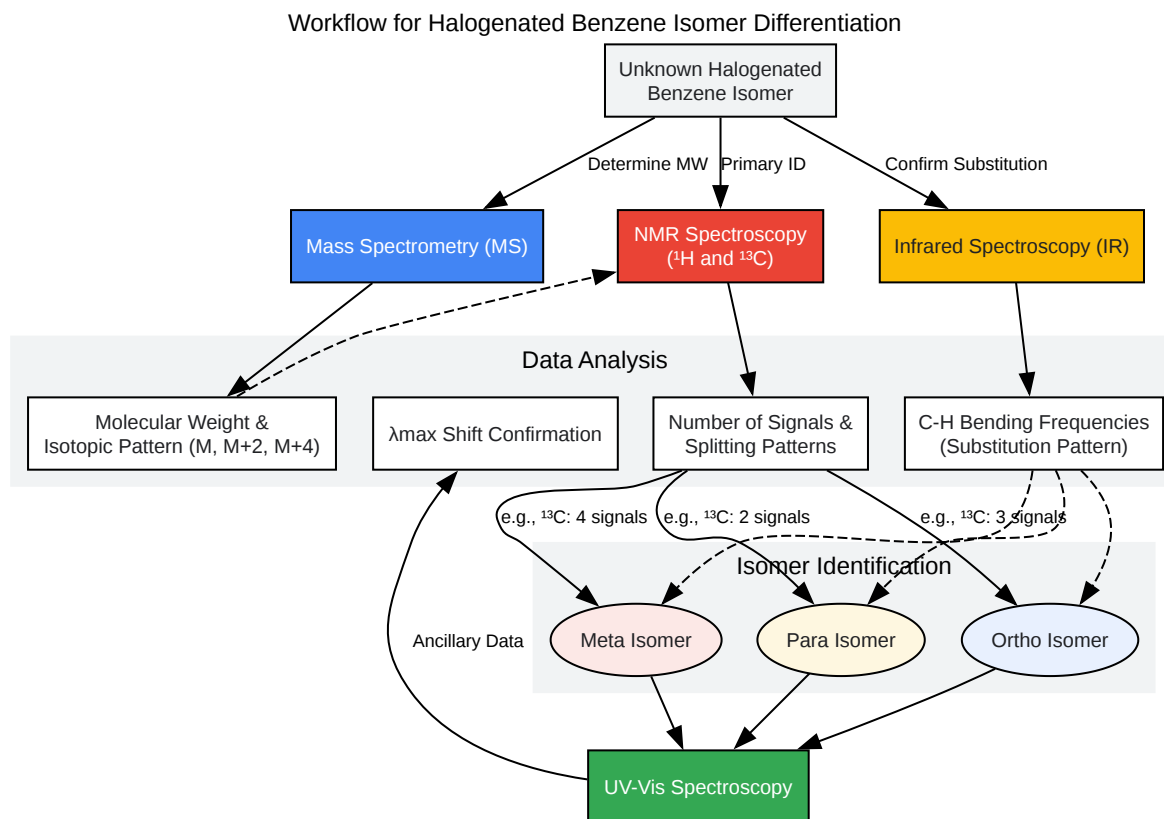 Workflow for Halogenated Benzene Isomer Differentiation
Unknown Halogenated
Benzene Isomer
Determine MW
Primary ID
Confirm Substitution
Mass Spectrometry (MS)
NMR Spectroscopy
(¹H and ¹³C)
Infrared Spectroscopy (IR)
Data Analysis
Molecular Weight &
Isotopic Pattern (M, M+2, M+4)
λmax Shift Confirmation
Number of Signals &
Splitting Patterns
C-H Bending Frequencies
(Substitution Pattern)
e.g., ¹³C: 4 signals
e.g., ¹³C: 2 signals
e.g., ¹³C: 3 signals
Isomer Identification
Ancillary Data
Meta Isomer
Para Isomer
Ortho Isomer
UV-Vis Spectroscopy